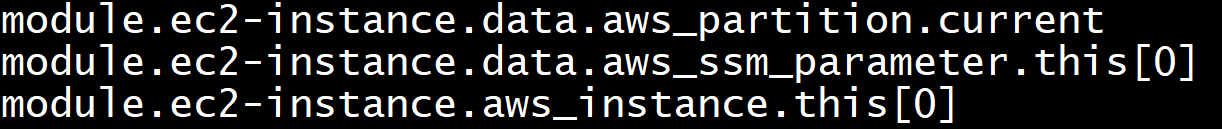 module.ec2-instance.data.aws_partition.current
module.ec2-instance.data.aws_ssm_parameter.this[0]
module.ec2-instance.aws_instance.this[0]